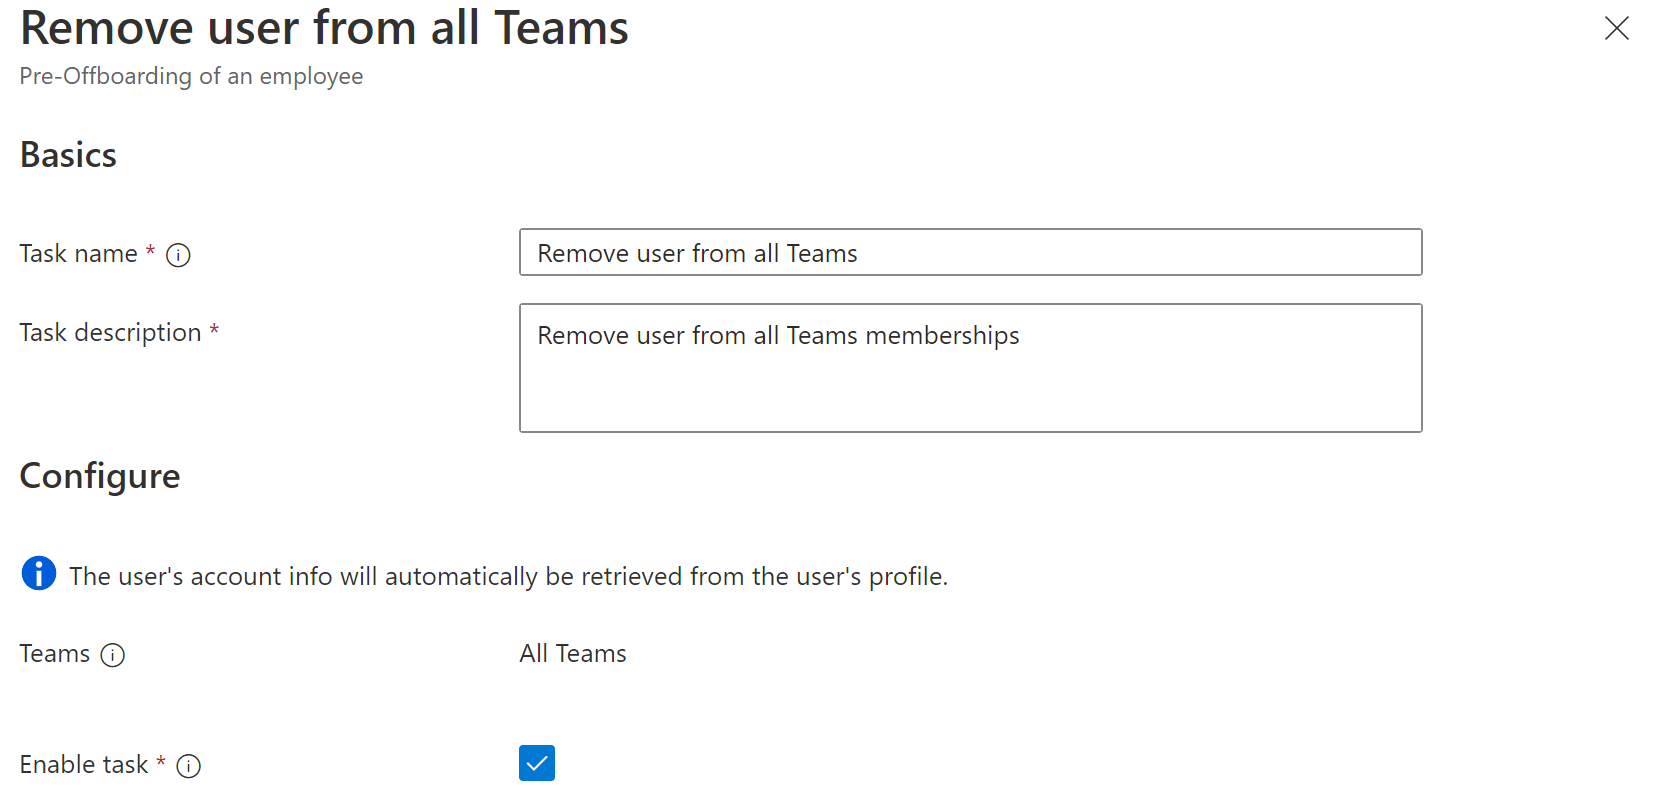 Remove user from all Teams
Pre-Offboarding of an employee
Basics
Task name *
Remove user from all Teams
Task description *
Remove user from all Teams memberships
Configure
The user's account info will automatically be retrieved from the user's profile.
Teams
All Teams
Enable task *